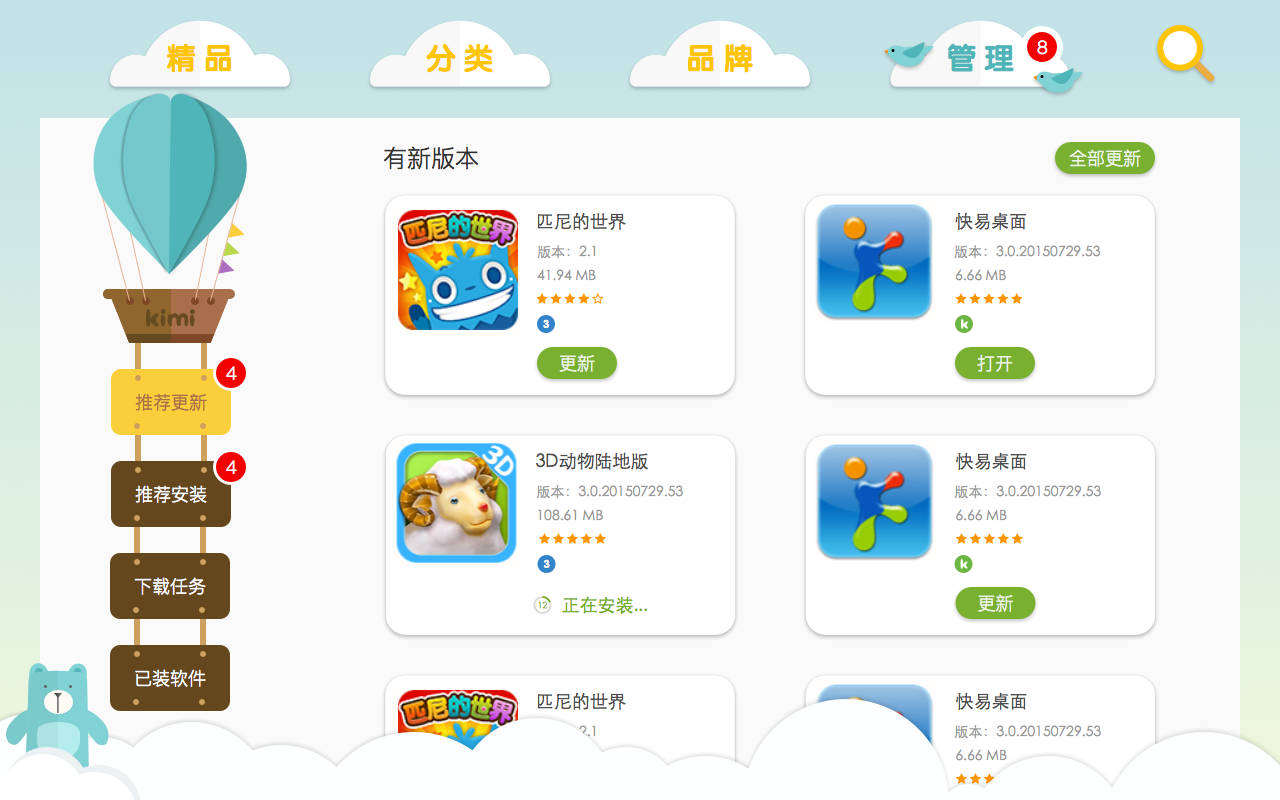 精品
分类
品牌
管理
8
有新版本
全部更新
kimi
4
推荐更新
4
推荐安装
下载任务
已装软件
匹尼的世界
匹尼的世界
版本：2.1
41.94 MB
3
更新
快易桌面
版本：3.0.20150729.53
6.66 MB
k
打开
3D
3D动物陆地版
版本：3.0.20150729.53
108.61 MB
3
12
正在安装...
快易桌面
版本：3.0.20150729.53
6.66 MB
k
更新
匹尼的世界
匹尼的世界
2.1
快易桌面
版本：3.0.20150729.53
6.66 MB